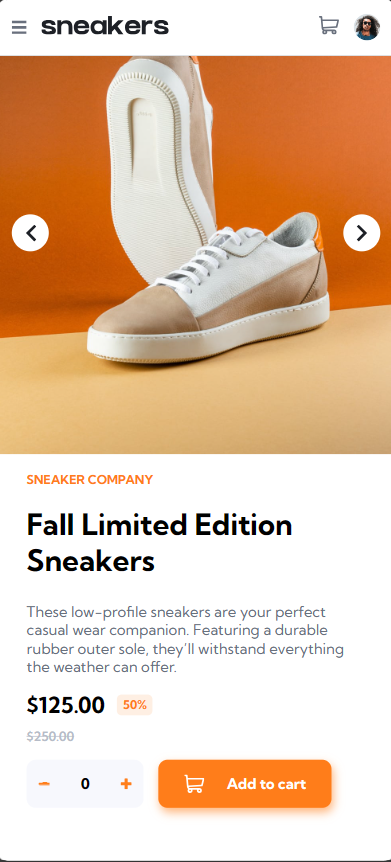 sneakers
SNEAKER COMPANY
Fall Limited Edition
Sneakers
These low-profile sneakers are your perfect
casual wear companion. Featuring a durable
rubber outer sole, they’ll withstand everything
the weather can offer.
$125.00 50%
$250.00
− 0 + Add to cart